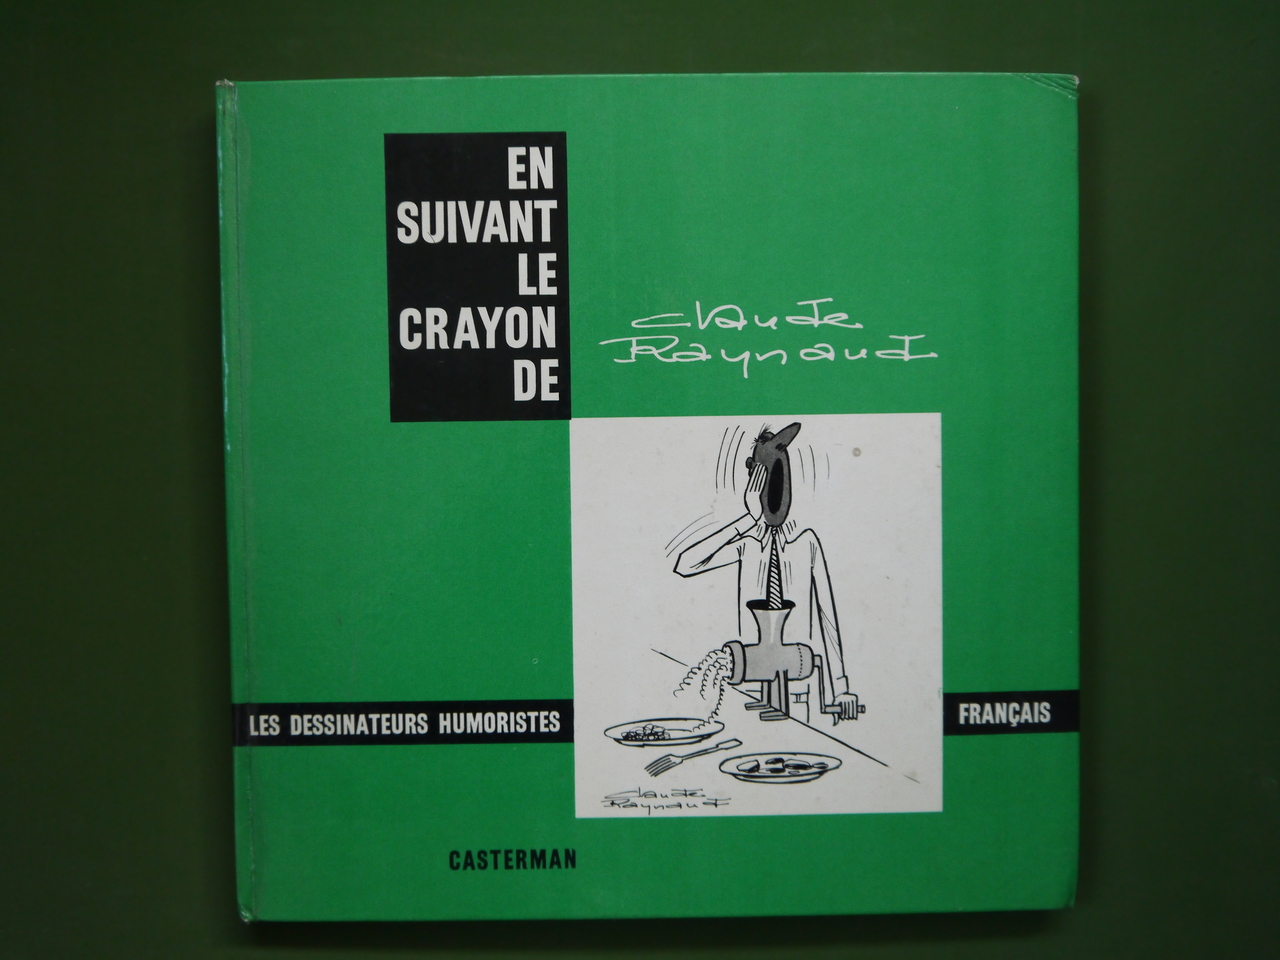 EN
SUIVANT
LE
CRAYON
DE
Claude
Raynaud
LES DESSINATEURS HUMORISTES
FRANÇAIS
Claude
Raynaud
CASTERMAN